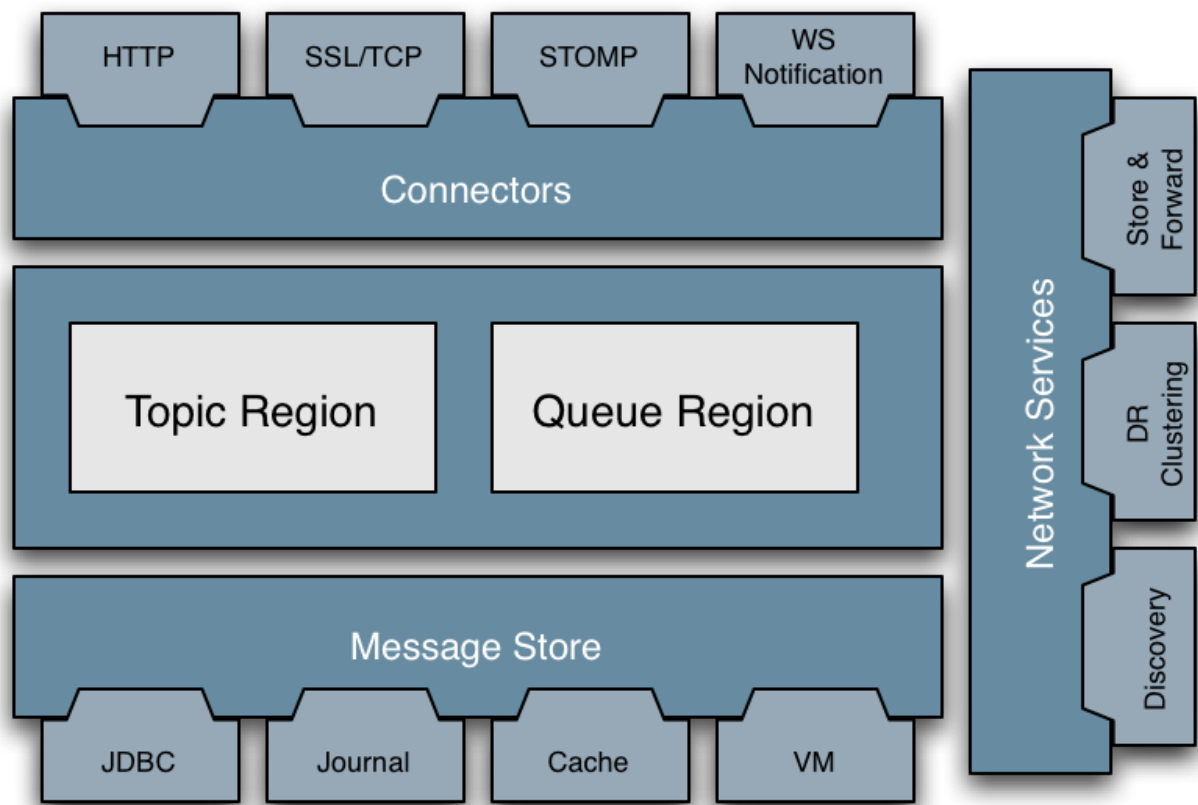 HTTP
SSL/TCP
STOMP
WS
Notification
Connectors
Topic Region
Queue Region
Message Store
JDBC
Journal
Cache
VM
Network Services
Store &
Forward
DR
Clustering
Discovery